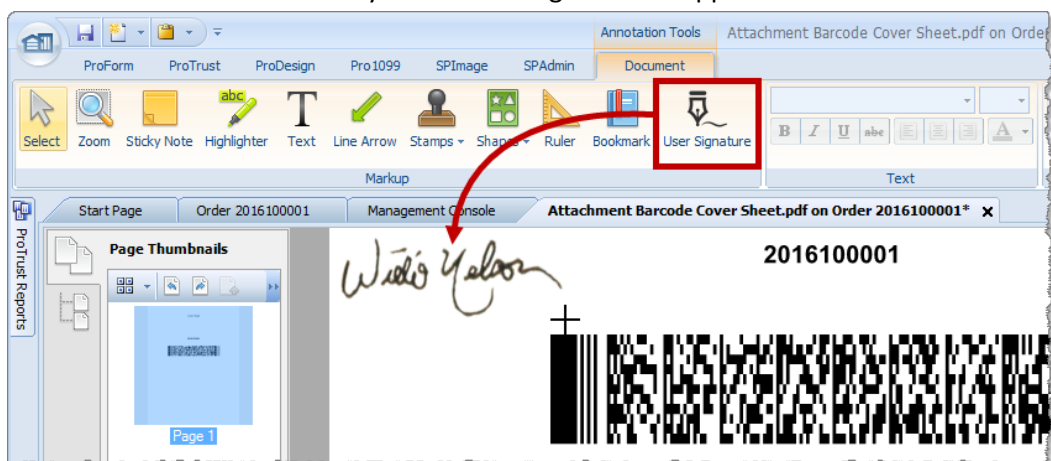 Annotation Tools Attachment Barcode Cover Sheet.pdf on Orde
ProForm ProTrust ProDesign Pro1099 SPImage SPAdmin Document
abc
Select Zoom Sticky Note Highlighter Text Line Arrow Stamps Shapes Ruler Bookmark User Signature
B I U abc A
Markup Text
Start Page Order 2016100001 Management Console Attachment Barcode Cover Sheet.pdf on Order 2016100001* x
ProTrust Reports
Page Thumbnails
2016100001
Page 1